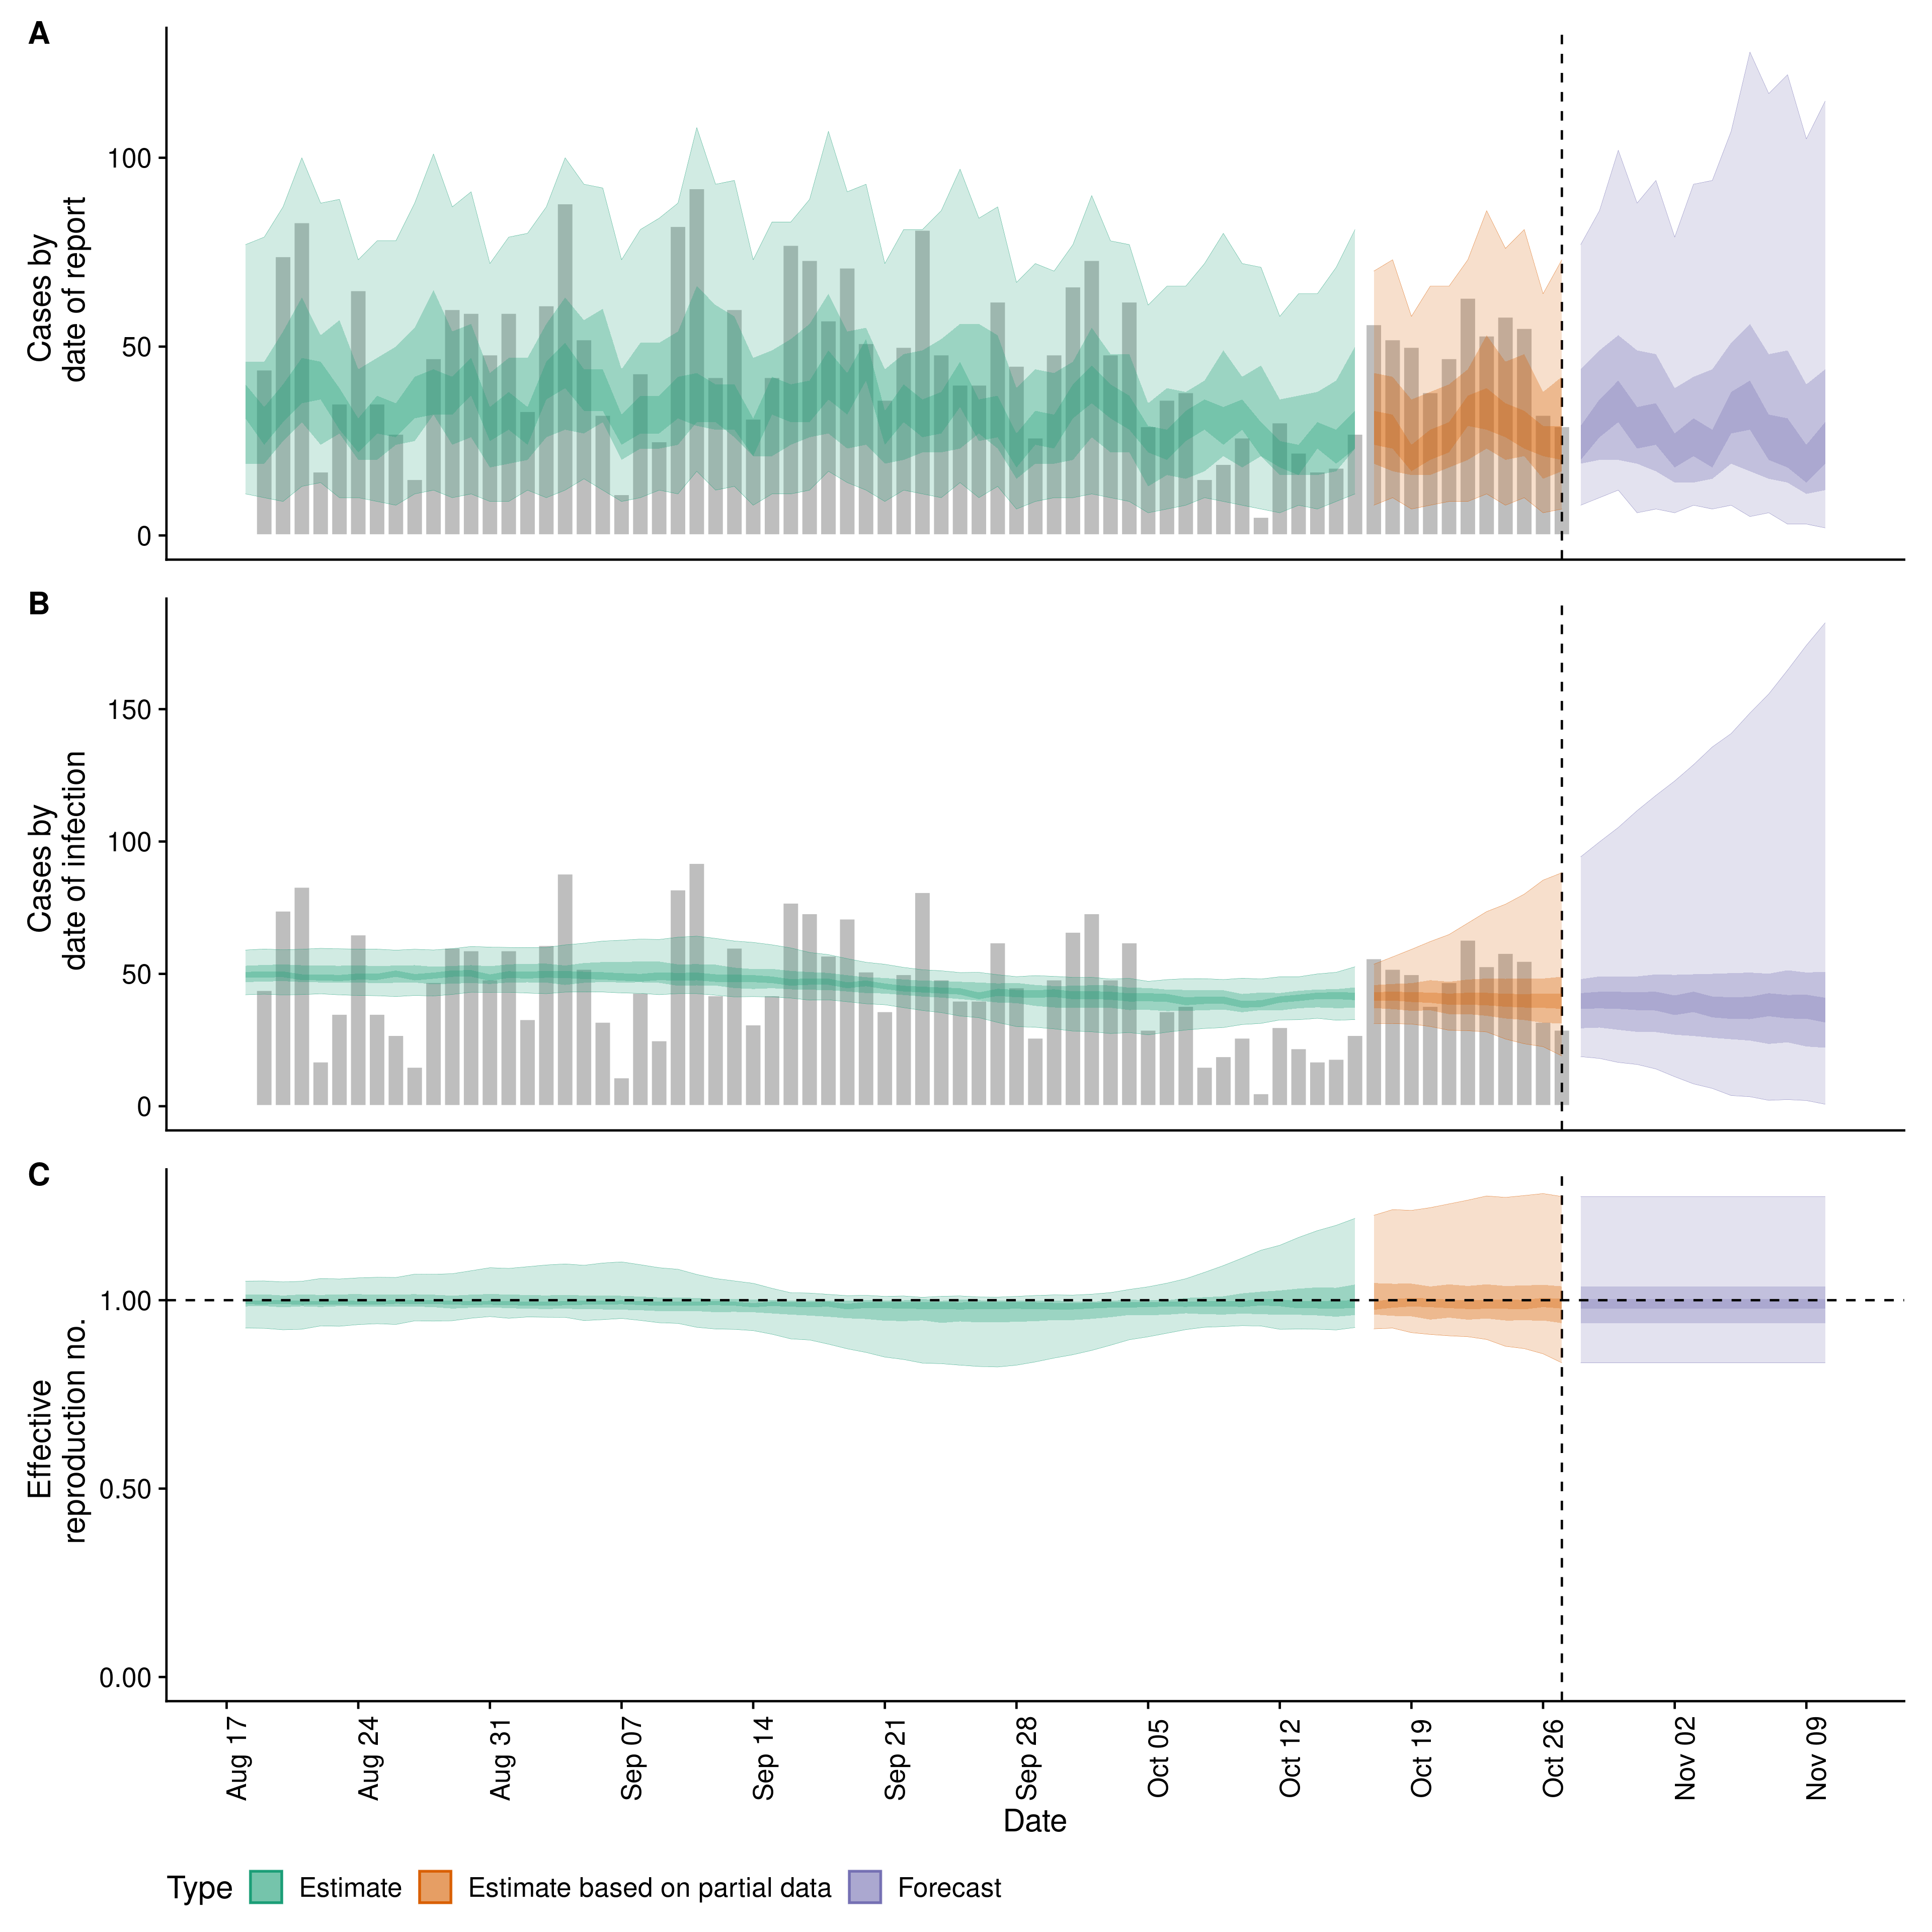 A
Cases by
date of report
100
50
0
B
Cases by
date of infection
150
100
50
0
C
Effective
reproduction no.
1.00
0.50
0.00
Aug 17
Aug 24
Aug 31
Sep 07
Sep 14
Sep 21
Sep 28
Oct 05
Oct 12
Oct 19
Oct 26
Nov 02
Nov 09
Date
Type Estimate Estimate based on partial data Forecast